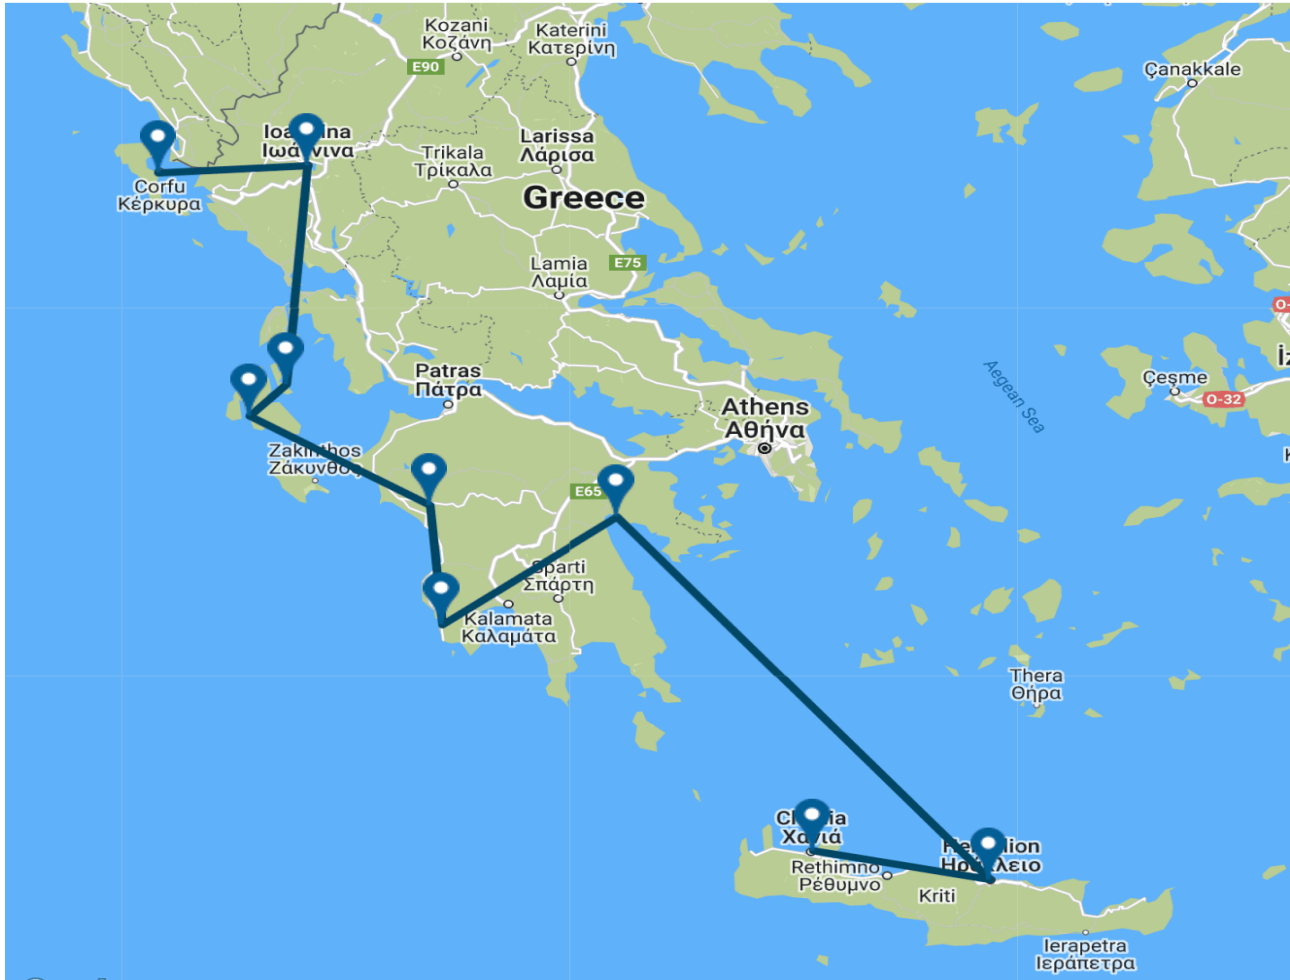 Kozani
Κοζάνη
Katerini
Κατερίνη
E90
Çanakkale
Larissa
Λάρισα
Trikala
Τρίκαλα
Greece
Corfu
Κέρκυρα
Lamia
Λαμία
E75
Aegean Sea
Patras
Πάτρα
Çeşme
O-32
Athens
Αθήνα
E65
Sparti
Σπάρτη
Kalamata
Καλαμάτα
Thera
Θήρα
Rethimno
Ρέθυμνο
Kriti
Ierapetra
Ιεράπετρα